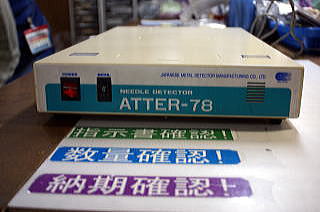 JAPANESE METAL DETECTOR MANUFACTURING CO., LTD.
POWER
NEEDLE DETECTOR
ATTER-78
指示書確認!
数量確認!
納期確認!